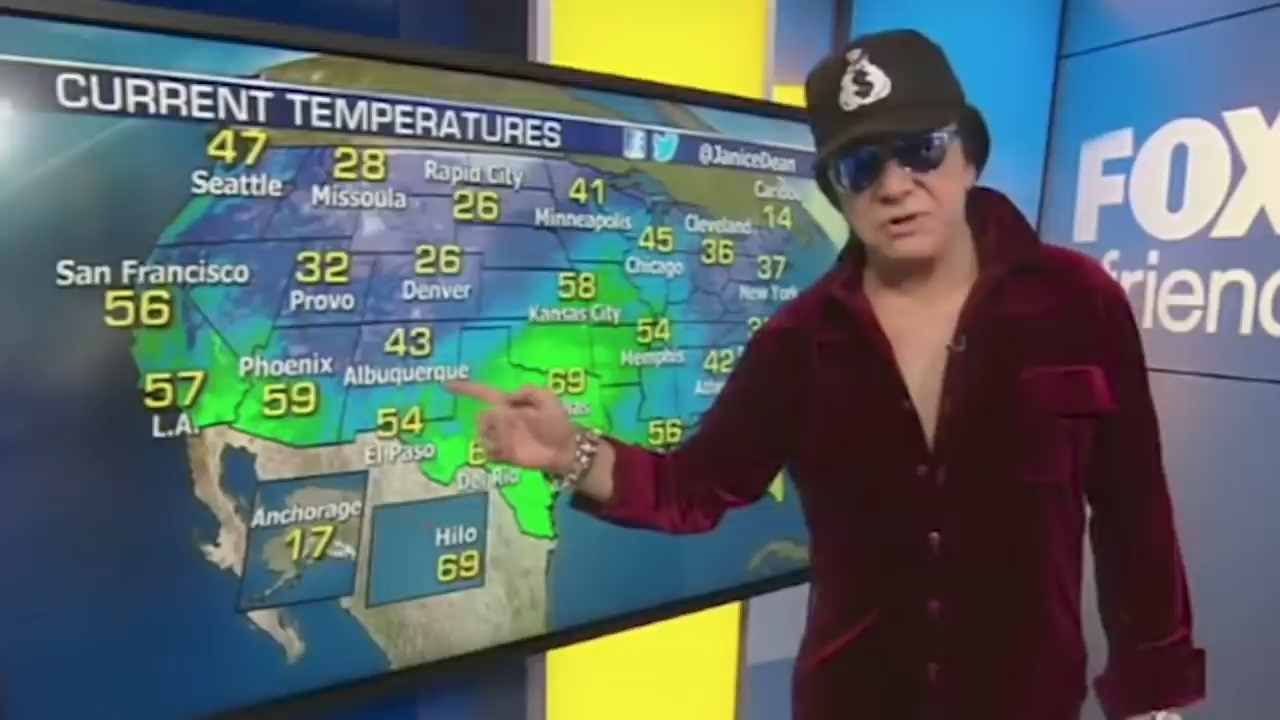 CURRENT TEMPERATURES
@JaniceDean
47
Seattle
28
Missoula
Rapid City
26
41
Minneapolis
Cleveland
36
14
45
Chicago
37
New York
San Francisco
56
32
Provo
26
Denver
58
Kansas City
54
Memphis
42
43
Albuquerque
Phoenix
59
57
L.A.
69
54
El Paso
56
Del Rio
Anchorage
17
Hilo
69
$
FOX
friend